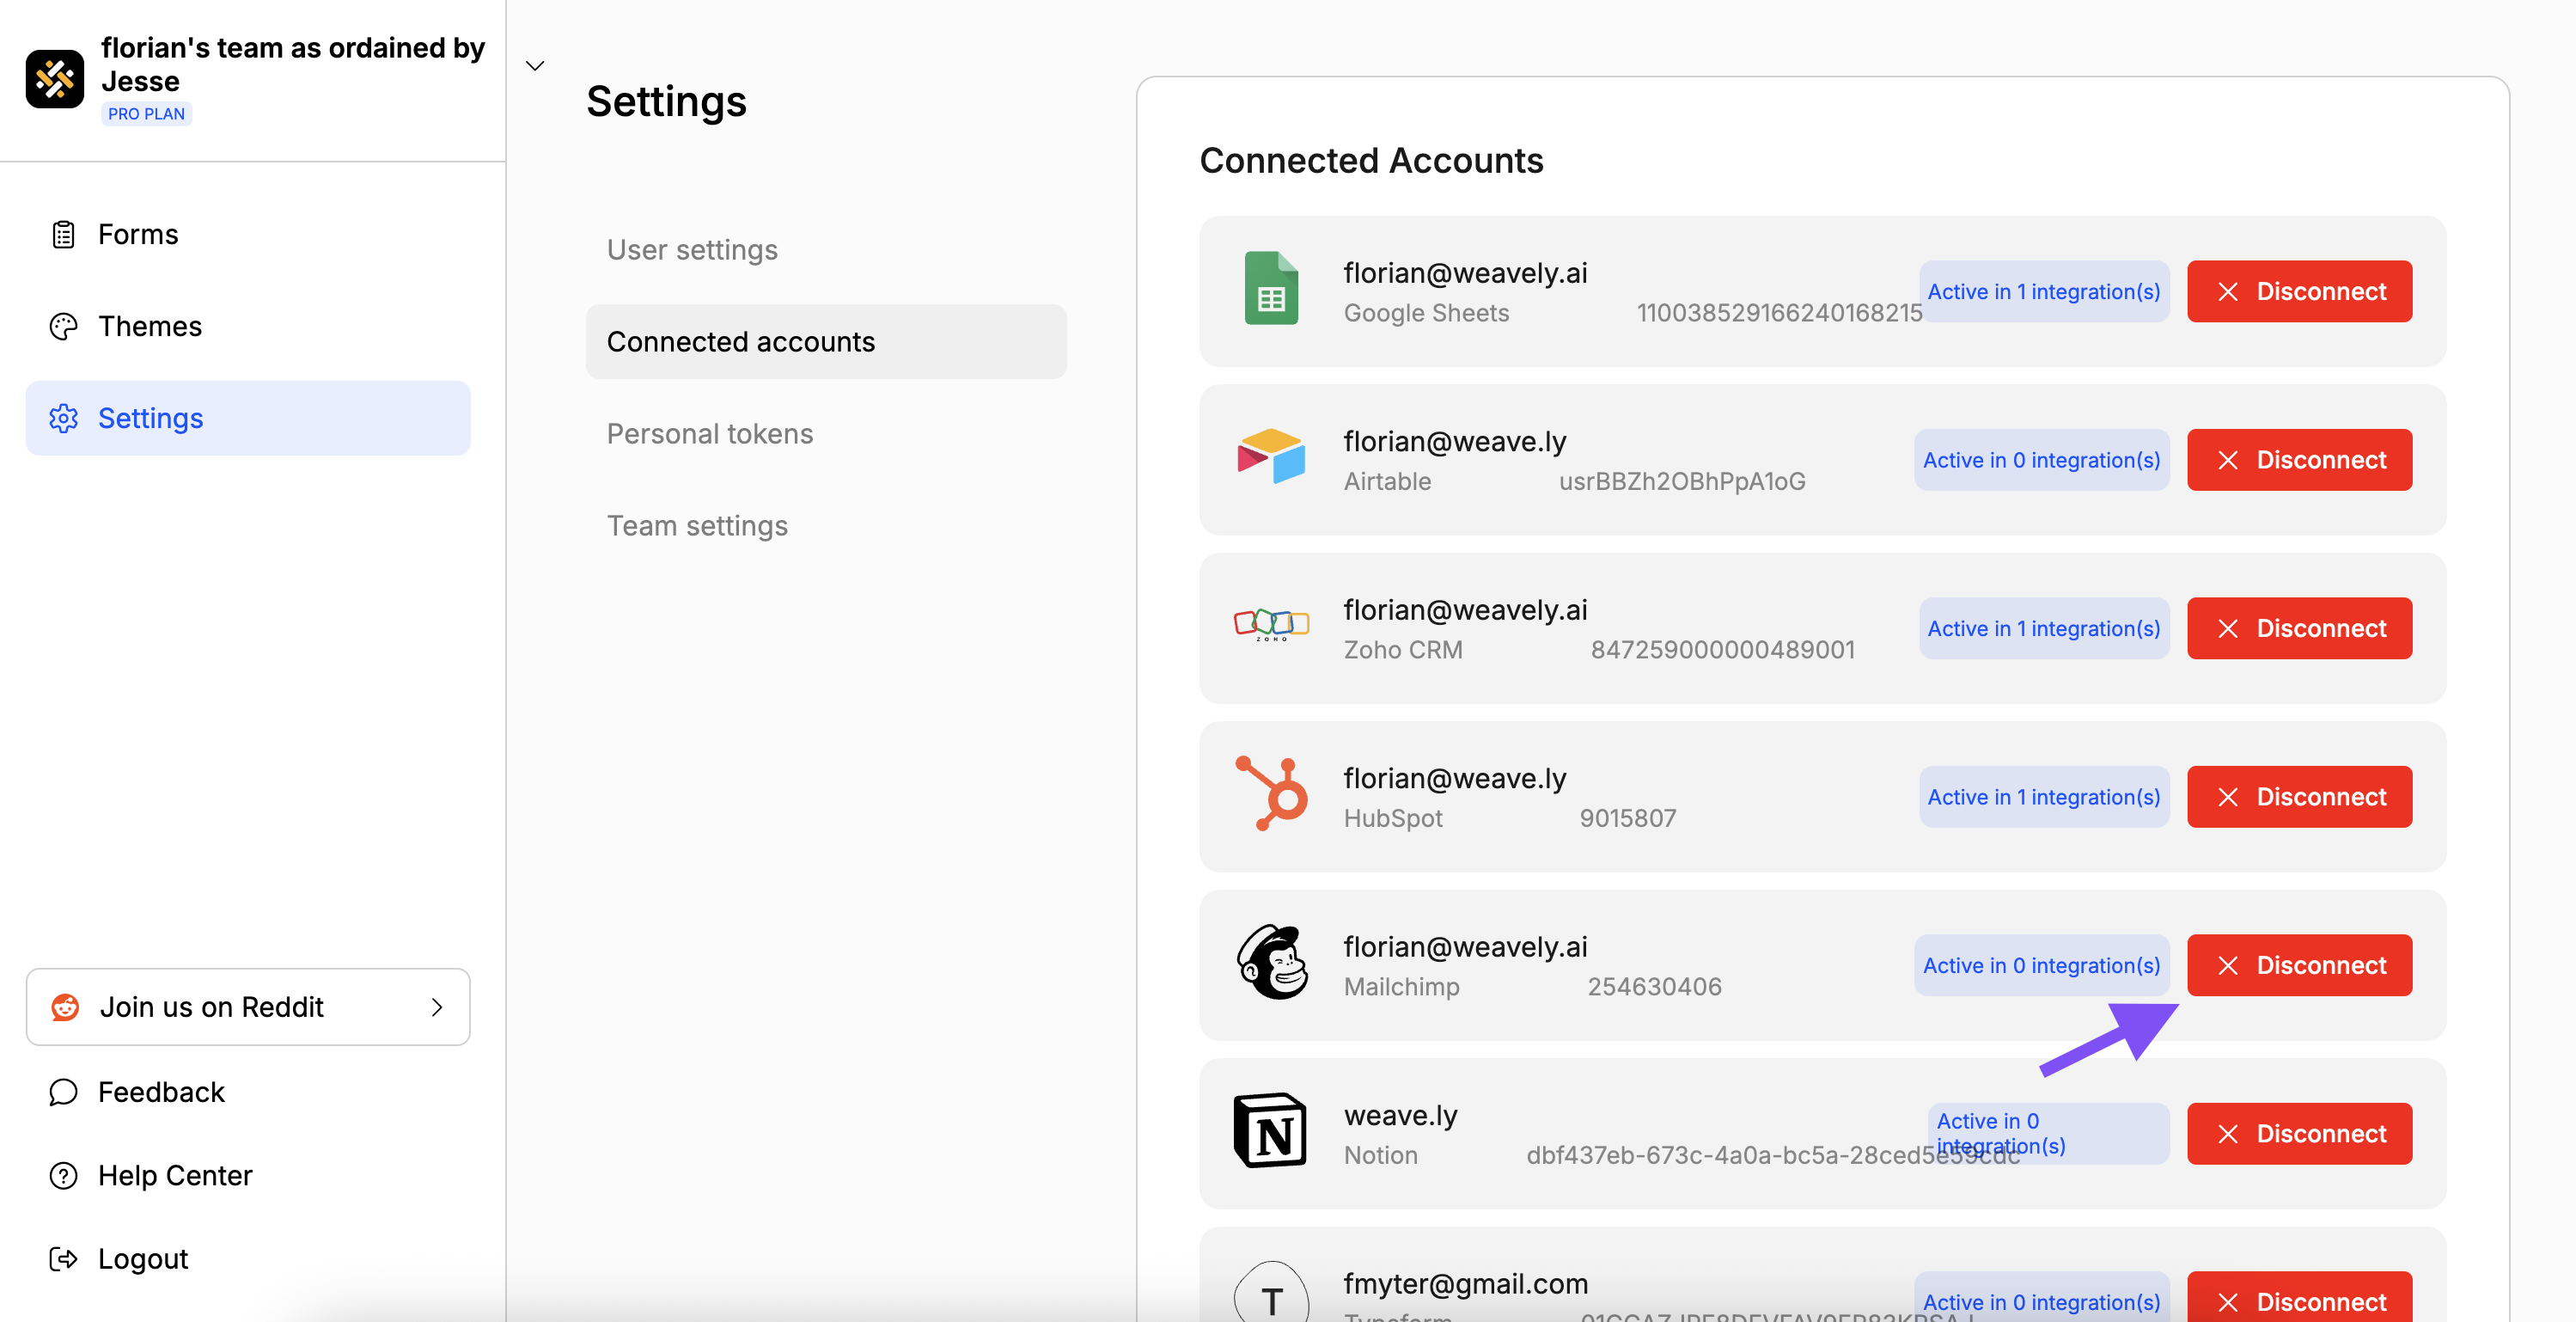 florian's team as ordained by
Jesse
PRO PLAN
Forms
Themes
Settings
Join us on Reddit
Feedback
Help Center
Logout
Settings
User settings
Connected accounts
Personal tokens
Team settings
Connected Accounts
florian@weavely.ai
Google Sheets 110038529166240168215
Active in 1 integration(s)
Disconnect
florian@weave.ly
Airtable usrBBZh2OBhPpA1oG
Active in 0 integration(s)
Disconnect
ZOHO
florian@weavely.ai
Zoho CRM 847259000000489001
Active in 1 integration(s)
Disconnect
florian@weave.ly
HubSpot 9015807
Active in 1 integration(s)
Disconnect
florian@weavely.ai
Mailchimp 254630406
Active in 0 integration(s)
Disconnect
N
weave.ly
Notion dbf437eb-673c-4a0a-bc5a-28ced5e59cdc
Active in 0
integration(s)
Disconnect
T
fmyter@gmail.com
Typeform
Active in 0 integration(s)
Disconnect